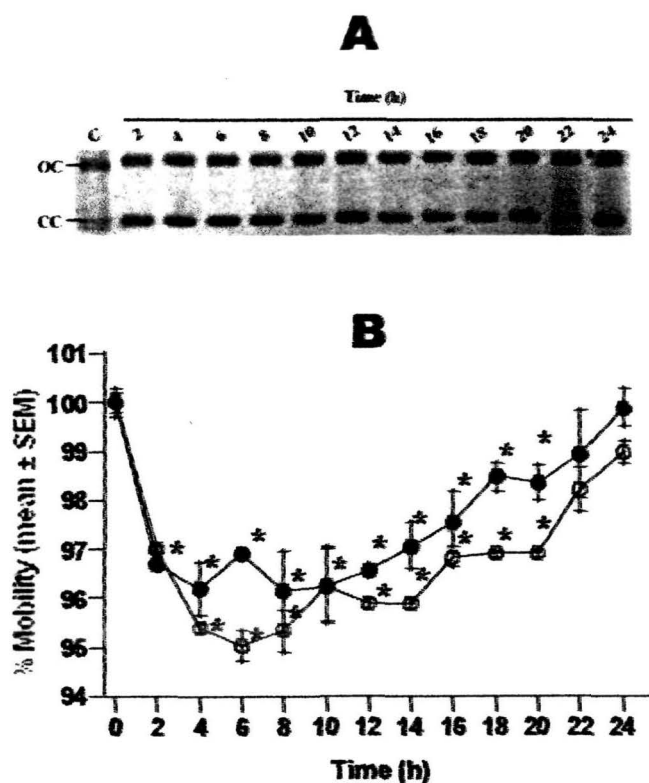 A
Time (h)
C 2 4 6 8 10 12 14 16 18 20 22 24
OC
CC
B
% Mobility (mean ± SEM)
101
100
99
98
97
96
95
94
* * * * * * * * * *
* * * * * * * * *
0 2 4 6 8 10 12 14 16 18 20 22 24
Time (h)